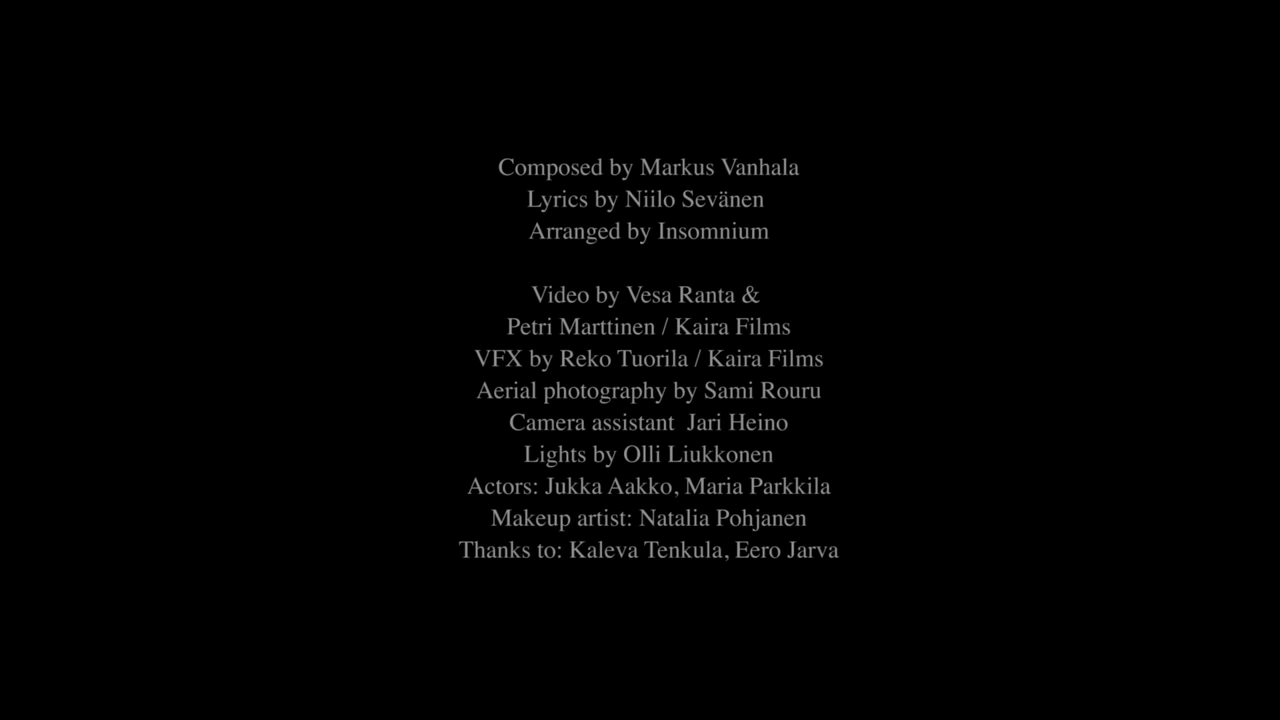 Composed by Markus Vanhala
Lyrics by Niilo Sevänen
Arranged by Insomnium
Video by Vesa Ranta &
Petri Marttinen / Kaira Films
VFX by Reko Tuorila / Kaira Films
Aerial photography by Sami Rouru
Camera assistant  Jari Heino
Lights by Olli Liukkonen
Actors: Jukka Aakko, Maria Parkkila
Makeup artist: Natalia Pohjanen
Thanks to: Kaleva Tenkula, Eero Jarva